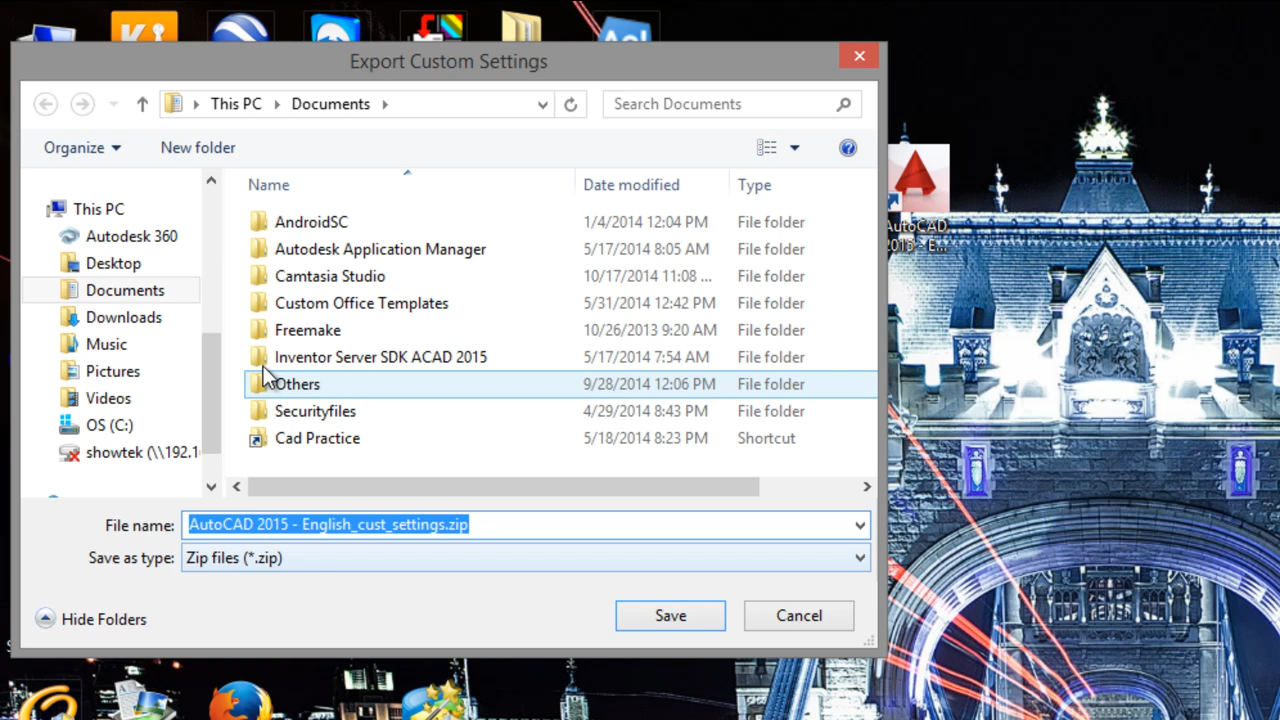 Export Custom Settings
This PC
Documents
Search Documents
Organize
New folder
Name
Date modified
Type
This PC
Autodesk 360
Desktop
Documents
Downloads
Music
Pictures
Videos
OS (C:)
showtek (\\192.1
AndroidSC 1/4/2014 12:04 PM File folder
Autodesk Application Manager 5/17/2014 8:05 AM File folder
Camtasia Studio 10/17/2014 11:08 ... File folder
Custom Office Templates 5/31/2014 12:42 PM File folder
Freemake 10/26/2013 9:20 AM File folder
Inventor Server SDK ACAD 2015 5/17/2014 7:54 AM File folder
Others 9/28/2014 12:06 PM File folder
Securityfiles 4/29/2014 8:43 PM File folder
Cad Practice 5/18/2014 8:23 PM Shortcut
File name: AutoCAD 2015 - English_cust_settings.zip
Save as type: Zip files (*.zip)
Hide Folders
Save
Cancel
AutoCAD
2015 - E...